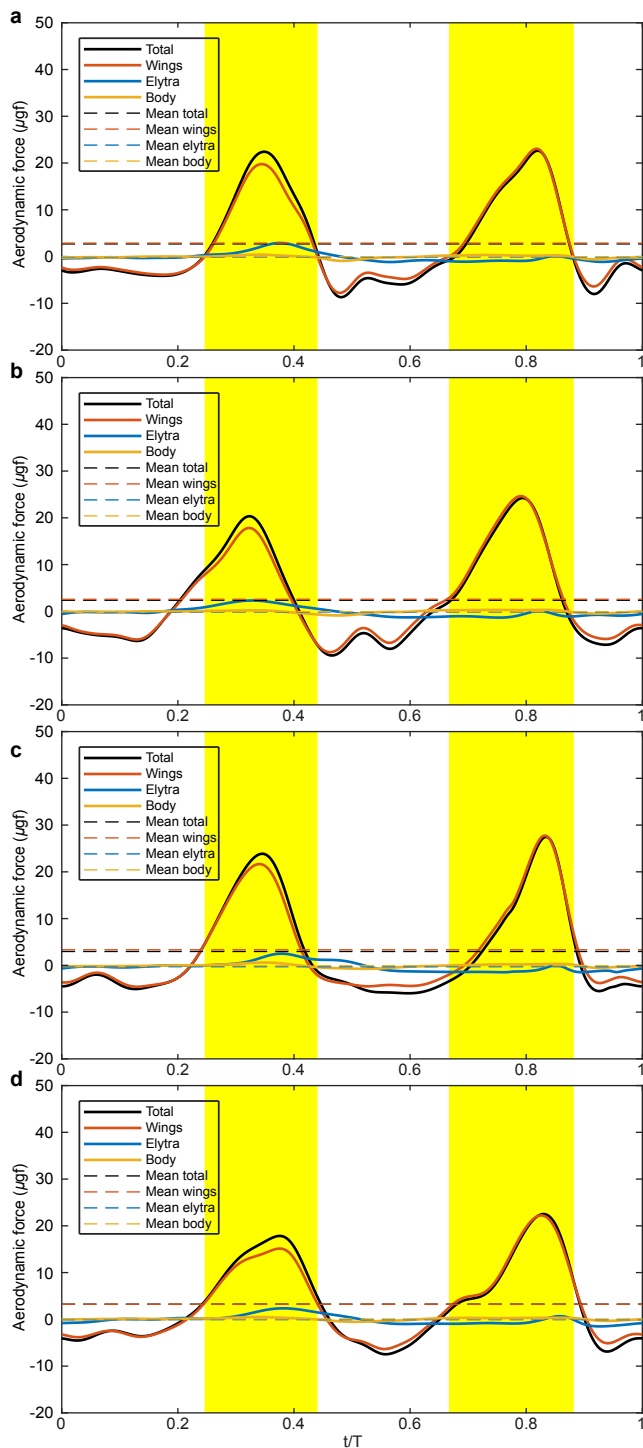 a
50
40
30
20
10
0
-10
-20
Aerodynamic force (μgf)
Total
Wings
Elytra
Body
Mean total
Mean wings
Mean elytra
Mean body
0 0.2 0.4 0.6 0.8 1
b
50
40
30
20
10
0
-10
-20
Aerodynamic force (μgf)
Total
Wings
Elytra
Body
Mean total
Mean wings
Mean elytra
Mean body
0 0.2 0.4 0.6 0.8 1
c
50
40
30
20
10
0
-10
-20
Aerodynamic force (μgf)
Total
Wings
Elytra
Body
Mean total
Mean wings
Mean elytra
Mean body
0 0.2 0.4 0.6 0.8 1
d
50
40
30
20
10
0
-10
-20
Aerodynamic force (μgf)
Total
Wings
Elytra
Body
Mean total
Mean wings
Mean elytra
Mean body
0 0.2 0.4 0.6 0.8 1
t/T